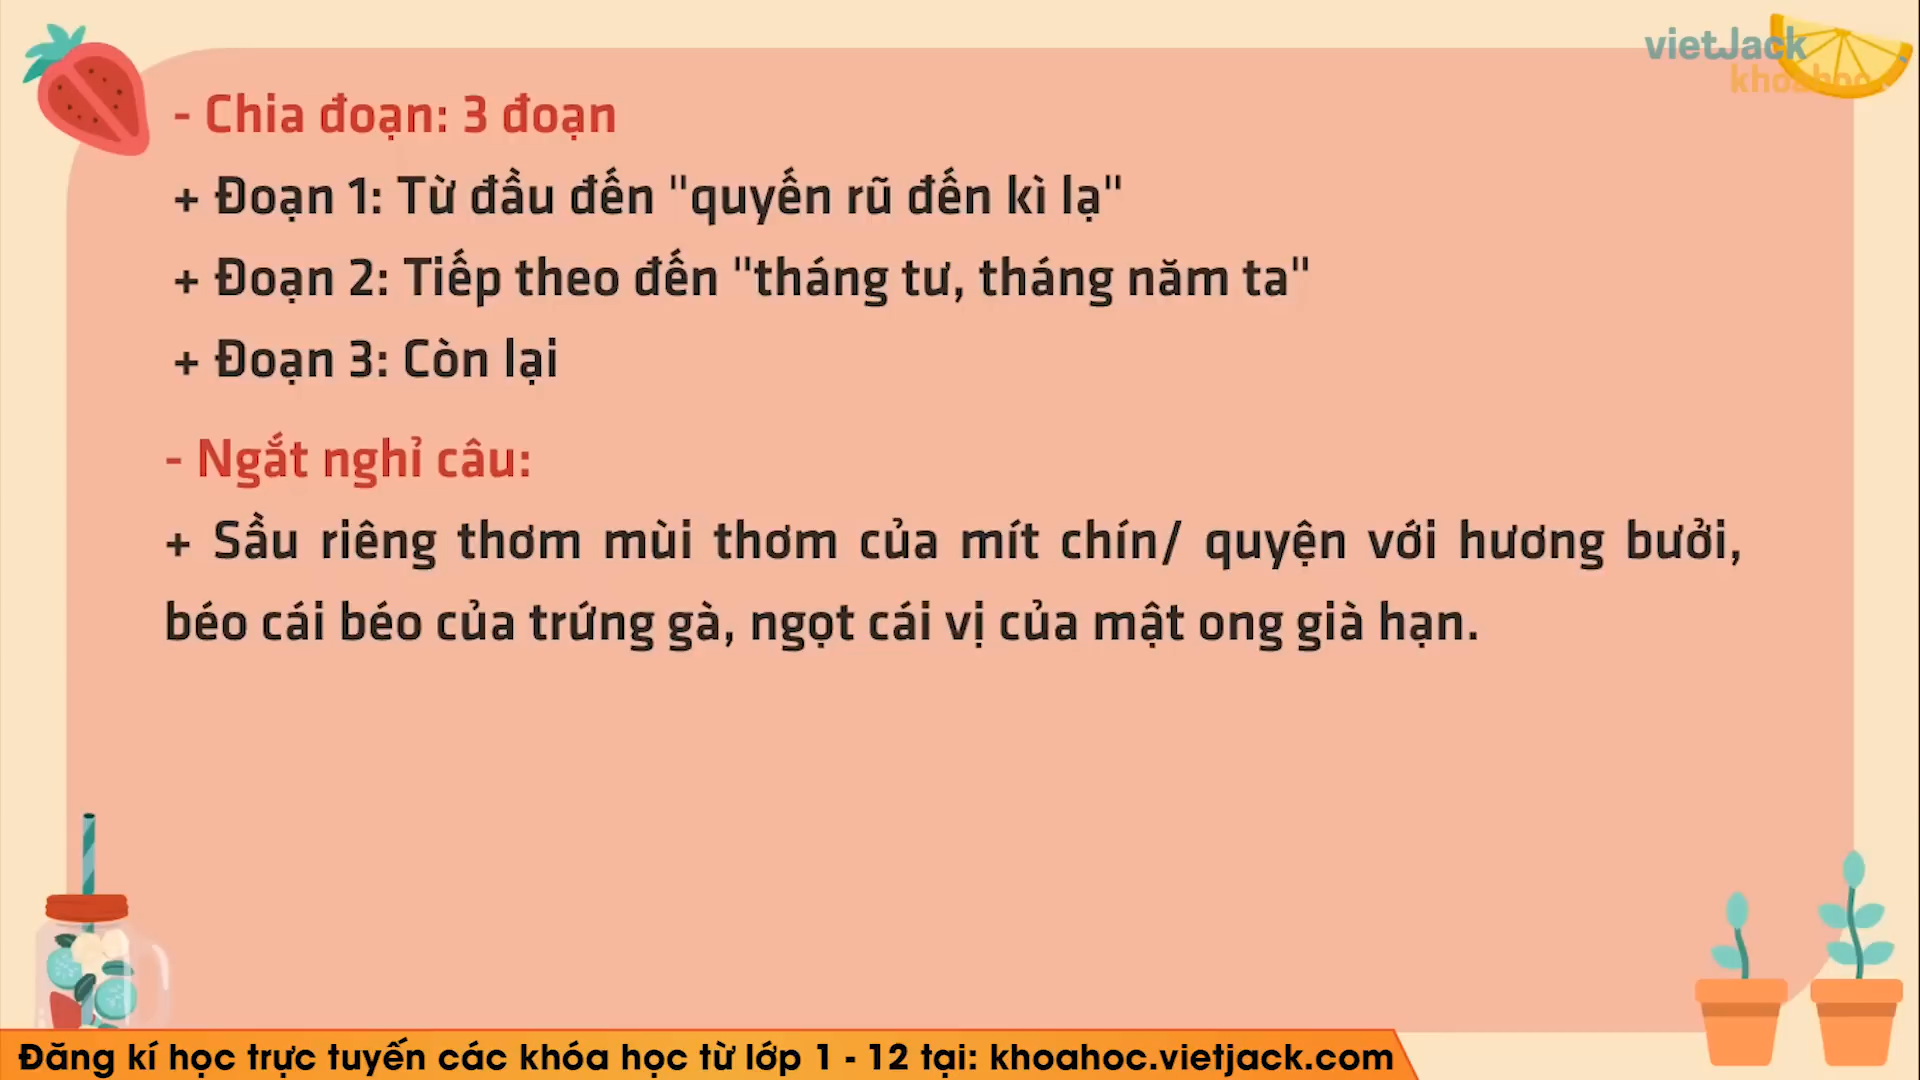 vietJack
khoahoc
- Chia đoạn: 3 đoạn
+ Đoạn 1: Từ đầu đến "quyến rũ đến kì lạ"
+ Đoạn 2: Tiếp theo đến "tháng tư, tháng năm ta"
+ Đoạn 3: Còn lại
- Ngắt nghỉ câu:
+ Sầu riêng thơm mùi thơm của mít chín/ quyện với hương bưởi,
béo cái béo của trứng gà, ngọt cái vị của mật ong già hạn.
Đăng kí học trực tuyến các khóa học từ lớp 1 - 12 tại: khoahoc.vietjack.com